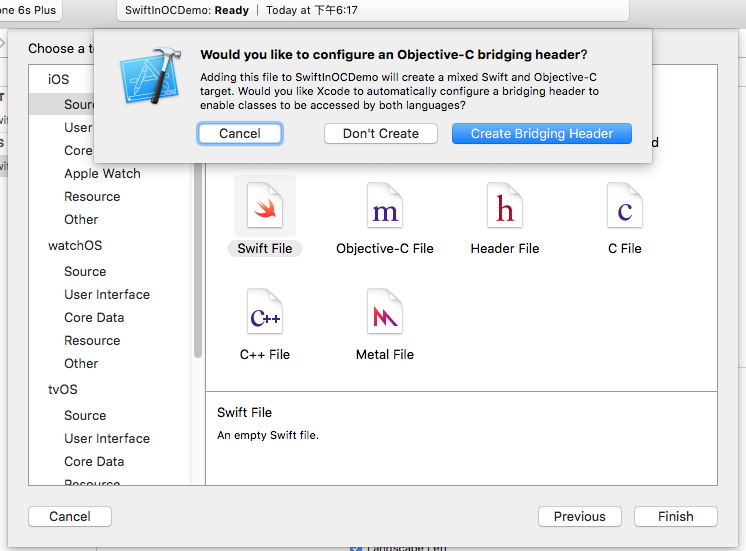 one 6s Plus
SwiftInOCDemo: Ready | Today at 下午6:17
Choose a te
Would you like to configure an Objective-C bridging header?
Adding this file to SwiftInOCDemo will create a mixed Swift and Objective-C
target. Would you like Xcode to automatically configure a bridging header to
enable classes to be accessed by both languages?
Cancel
Don't Create
Create Bridging Header
iOS
Sourc
User
Core
Apple Watch
Resource
Other
watchOS
Source
User Interface
Core Data
Resource
Other
tvOS
Source
User Interface
Core Data
Resource
Swift File
m
Objective-C File
h
Header File
c
C File
C++
C++ File
Metal File
Swift File
An empty Swift file.
Cancel
Previous
Finish
Landscape Left